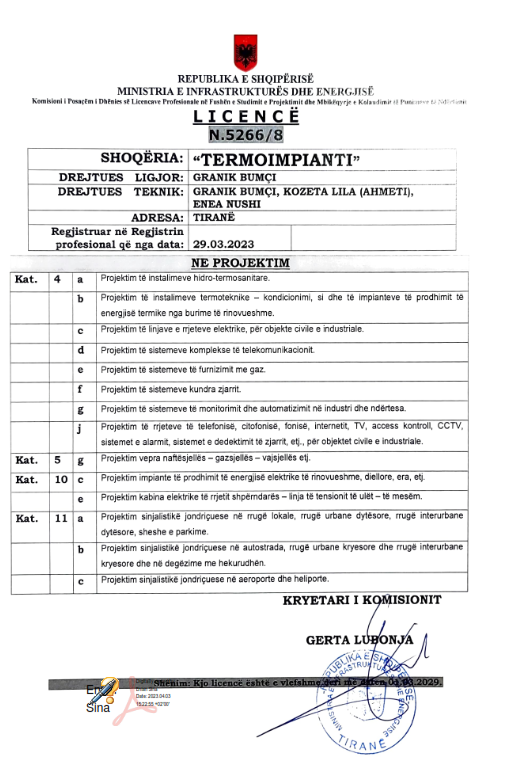 REPUBLIKA E SHQIPËRISË
MINISTRIA E INFRASTRUKTURËS DHE ENERGJISË
Komisioni i Posaçëm i Dhënies së Licencave Profesionale në Fushën e Studimit e Projektimit dhe Mbikëqyrje e Kolaudimit të Punimeve të Ndërtimit
LICENCË
N.5266/8
SHOQËRIA: “TERMOIMPIANTI”
DREJTUES LIGJOR: GRANIK BUMÇI
DREJTUES TEKNIK: GRANIK BUMÇI, KOZETA LILA (AHMETI),
ENEA NUSHI
ADRESA: TIRANË
Regjistruar në Regjistrin
profesional që nga data: 29.03.2023
NE PROJEKTIM
Kat. 4 a Projektim të instalimeve hidro-termosanitare.
b Projektim të instalimeve termoteknike – kondicionimi, si dhe të impianteve të prodhimit të
energjisë termike nga burime të rinovueshme.
c Projektim të linjave e rrjeteve elektrike, për objekte civile e industriale.
d Projektim të sistemeve komplekse të telekomunikacionit.
e Projektim të sistemeve të furnizimit me gaz.
f Projektim të sistemeve kundra zjarrit.
g Projektim të sistemeve të monitorimit dhe automatizimit në industri dhe ndërtesa.
j Projektim të rrjeteve të telefonisë, citofonisë, fonisë, internetit, TV, access kontroll, CCTV,
sistemet e alarmit, sistemet e dedektimit të zjarrit, etj., për objektet civile e industriale.
Kat. 5 g Projektim vepra naftësjellës – gazsjellës – vajsjellës etj.
Kat. 10 c Projektim impiante të prodhimit të energjisë elektrike të rinovueshme, diellore, era, etj.
e Projektim kabina elektrike të rrjetit shpërndarës – linja të tensionit të ulët – të mesëm.
Kat. 11 a Projektim sinjalistikë jondriçuese në rrugë lokale, rrugë urbane dytësore, rrugë interurbane
dytësore, sheshe e parkime.
b Projektim sinjalistikë jondriçuese në autostrada, rrugë urbane kryesore dhe rrugë interurbane
kryesore dhe në degëzime me hekurudhën.
c Projektim sinjalistikë jondriçuese në aeroporte dhe heliporte.
KRYETARI I KOMISIONIT
GERTA LUBONJA
Shënim: Kjo licencë është e vlefshme deri më datën 01.03.2029.
Sina
Date: 2023.04.03
15:22:55 +02'00'
REPUBLIKA E SHQIPËRISË
MINISTRIA E INFRASTRUKTURËS DHE ENERGJISË
TIRANË